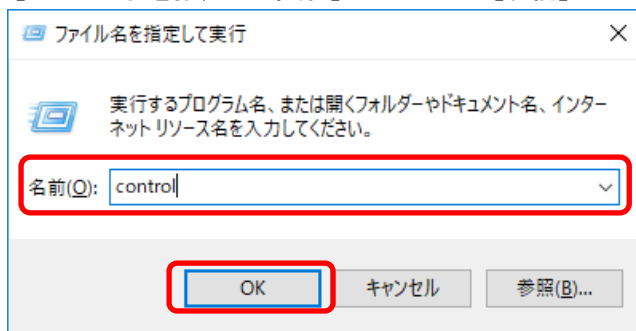 ファイル名を指定して実行
実行するプログラム名、または開くフォルダーやドキュメント名、インター
ネット リソース名を入力してください。
名前(O): control
OK キャンセル 参照(B)...